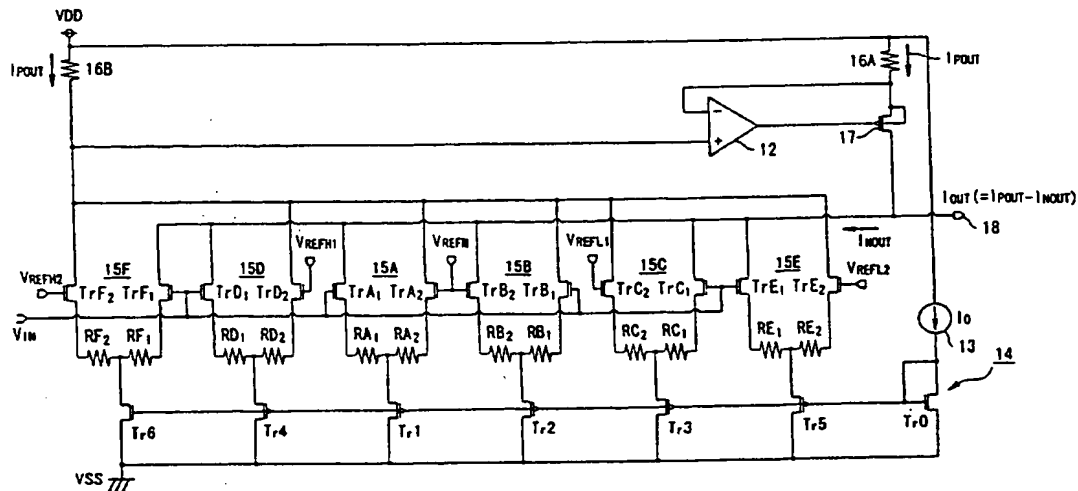 VDD
IPOUT
16B
16A
IPOUT
12
17
IOUT (=IPOUT-INOUT)
18
INOUT
VREFH2
15F
TrF2 TrF1
15D
TrD1 TrD2
VREFH1
15A
TrA1 TrA2
VREFM
15B
TrB2 TrB1
VREFL1
15C
TrC2 TrC1
15E
TrE1 TrE2
VREFL2
VIN
RF2 RF1
RD1 RD2
RA1 RA2
RB2 RB1
RC2 RC1
RE1 RE2
I0
13
14
Tr6
Tr4
Tr1
Tr2
Tr3
Tr5
Tr0
VSS